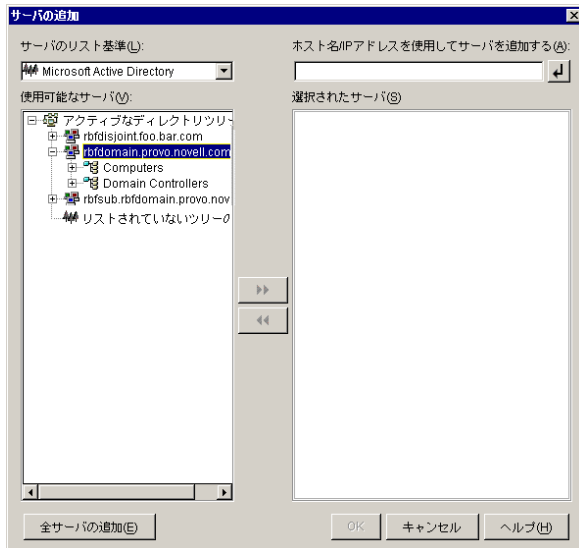 サーバの追加
サーバのリスト基準(L):
Microsoft Active Directory
使用可能なサーバ(V):
アクティブなディレクトリツリー
rbfdisjoint.foo.bar.com
rbfdomain.provo.novell.com
Computers
Domain Controllers
rbfsub.rbfdomain.provo.nov
リストされていないツリーの
全サーバの追加(E)
ホスト名/IPアドレスを使用してサーバを追加する(A):
選択されたサーバ(S)
OK
キャンセル
ヘルプ(H)